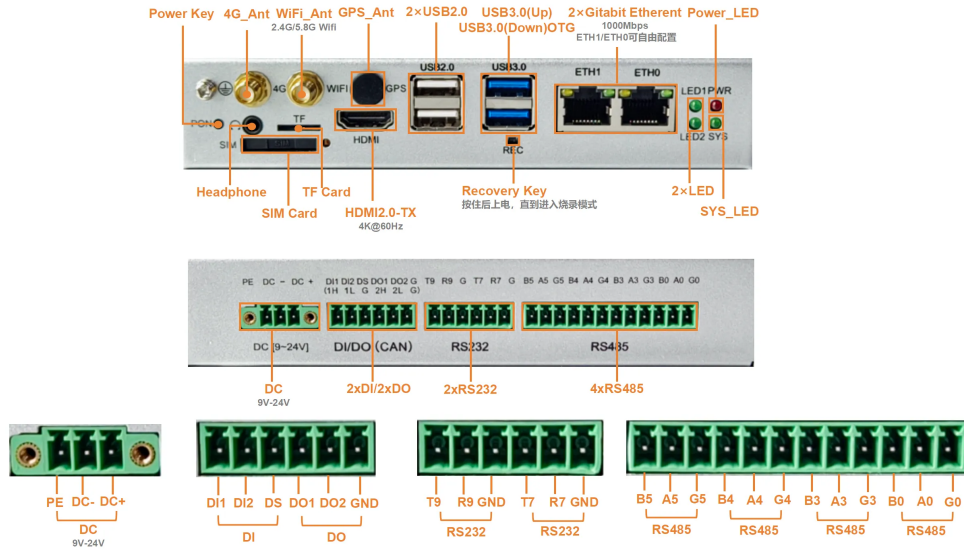 Power Key 4G_Ant WiFi_Ant GPS_Ant 2×USB2.0 USB3.0(Up) 2×Gitabit Etherent Power_LED
2.4G/5.8G Wifi USB3.0(Down)OTG 1000Mbps
ETH1/ETH0可自由配置
USB2.0 USB3.0 ETH1 ETH0
4G WIFI GPS LED1 PWR
PON TF
LED2 SYS
SIM HDMI REC
Headphone TF Card Recovery Key 2×LED
按住后上电，直到进入烧录模式
SIM Card HDMI2.0-TX SYS_LED
4K@60Hz
PE DC - DC + DI1 DI2 DS DO1 DO2 G T9 R9 G T7 R7 G B5 A5 G5 B4 A4 G4 B3 A3 G3 B0 A0 G0
(1H 1L G 2H 2L G)
DC [9~24V] DI/DO (CAN) RS232 RS485
DC 2xDI/2xDO 2xRS232 4xRS485
9V-24V
PE DC- DC+ DI1 DI2 DS DO1 DO2 GND T9 R9 GND T7 R7 GND B5 A5 G5 B4 A4 G4 B3 A3 G3 B0 A0 G0
DC DI DO RS232 RS232 RS485 RS485 RS485 RS485
9V-24V